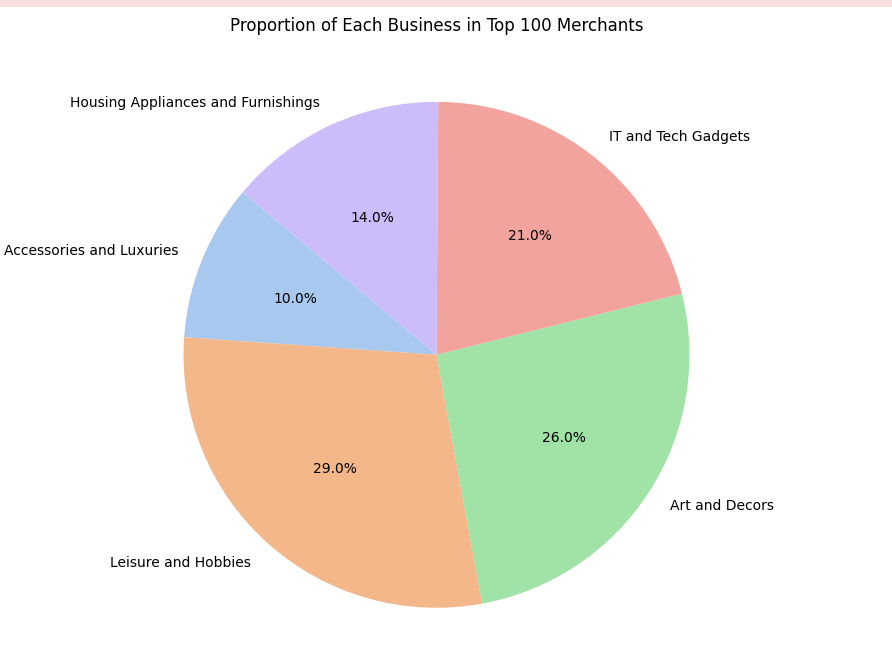 Proportion of Each Business in Top 100 Merchants
Housing Appliances and Furnishings
IT and Tech Gadgets
14.0%
21.0%
Accessories and Luxuries
10.0%
26.0%
29.0%
Art and Decors
Leisure and Hobbies